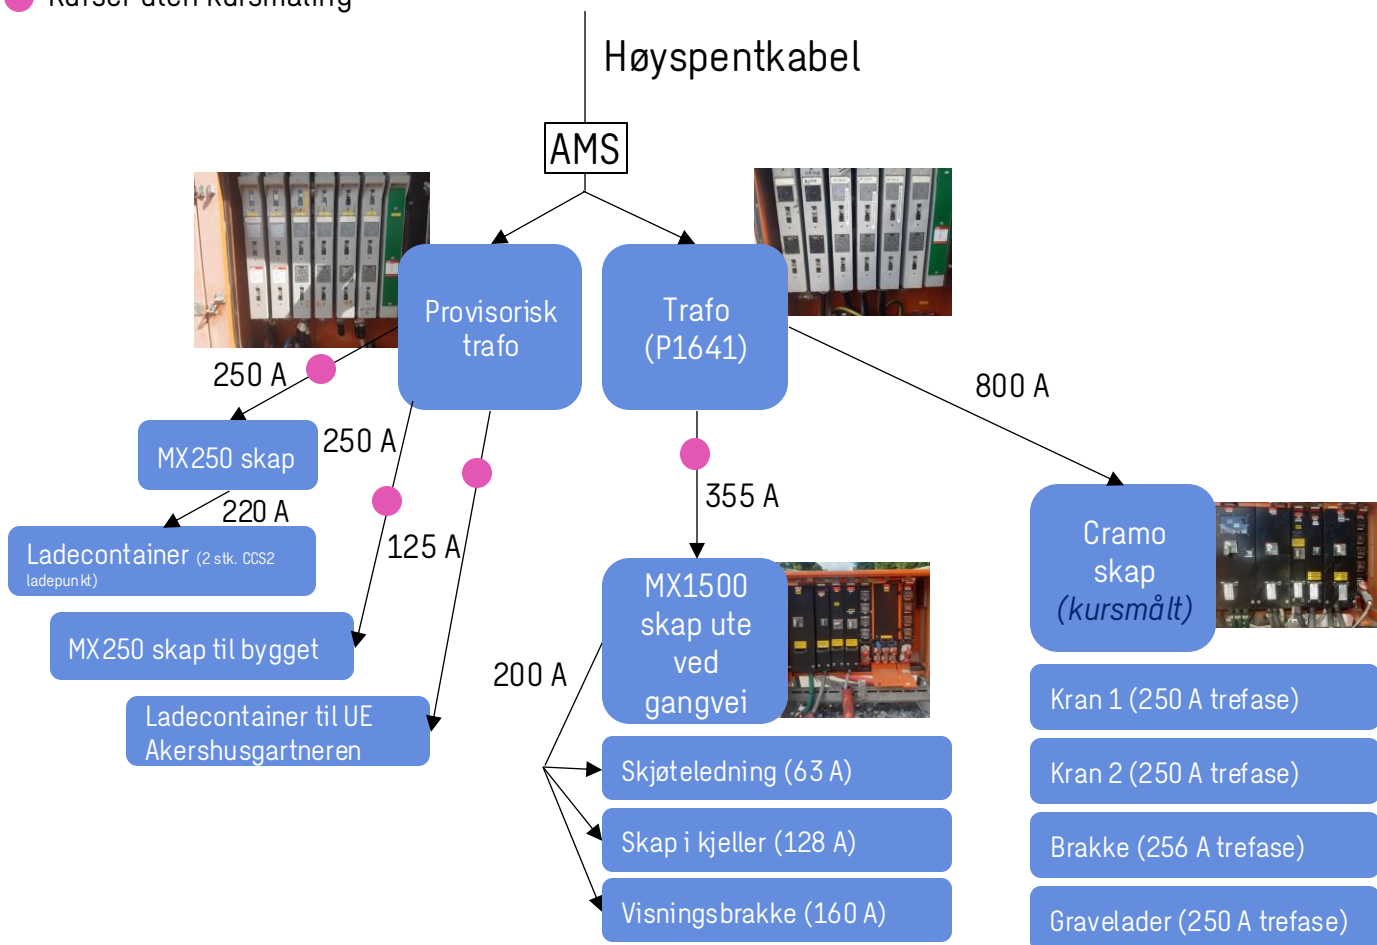 Kurser uten kursmåling
Høyspentkabel
AMS
Provisorisk
trafo
Trafo
(P1641)
250 A
800 A
MX250 skap
250 A
355 A
220 A
125 A
Ladecontainer (2 stk. CCS2
ladepunkt)
MX250 skap til bygget
Ladecontainer til UE
Akershusgartneren
200 A
MX1500
skap ute
ved
gangvei
Skjøteledning (63 A)
Skap i kjeller (128 A)
Visningsbrakke (160 A)
Cramo
skap
(kursmålt)
Kran 1 (250 A trefase)
Kran 2 (250 A trefase)
Brakke (256 A trefase)
Gravelader (250 A trefase)